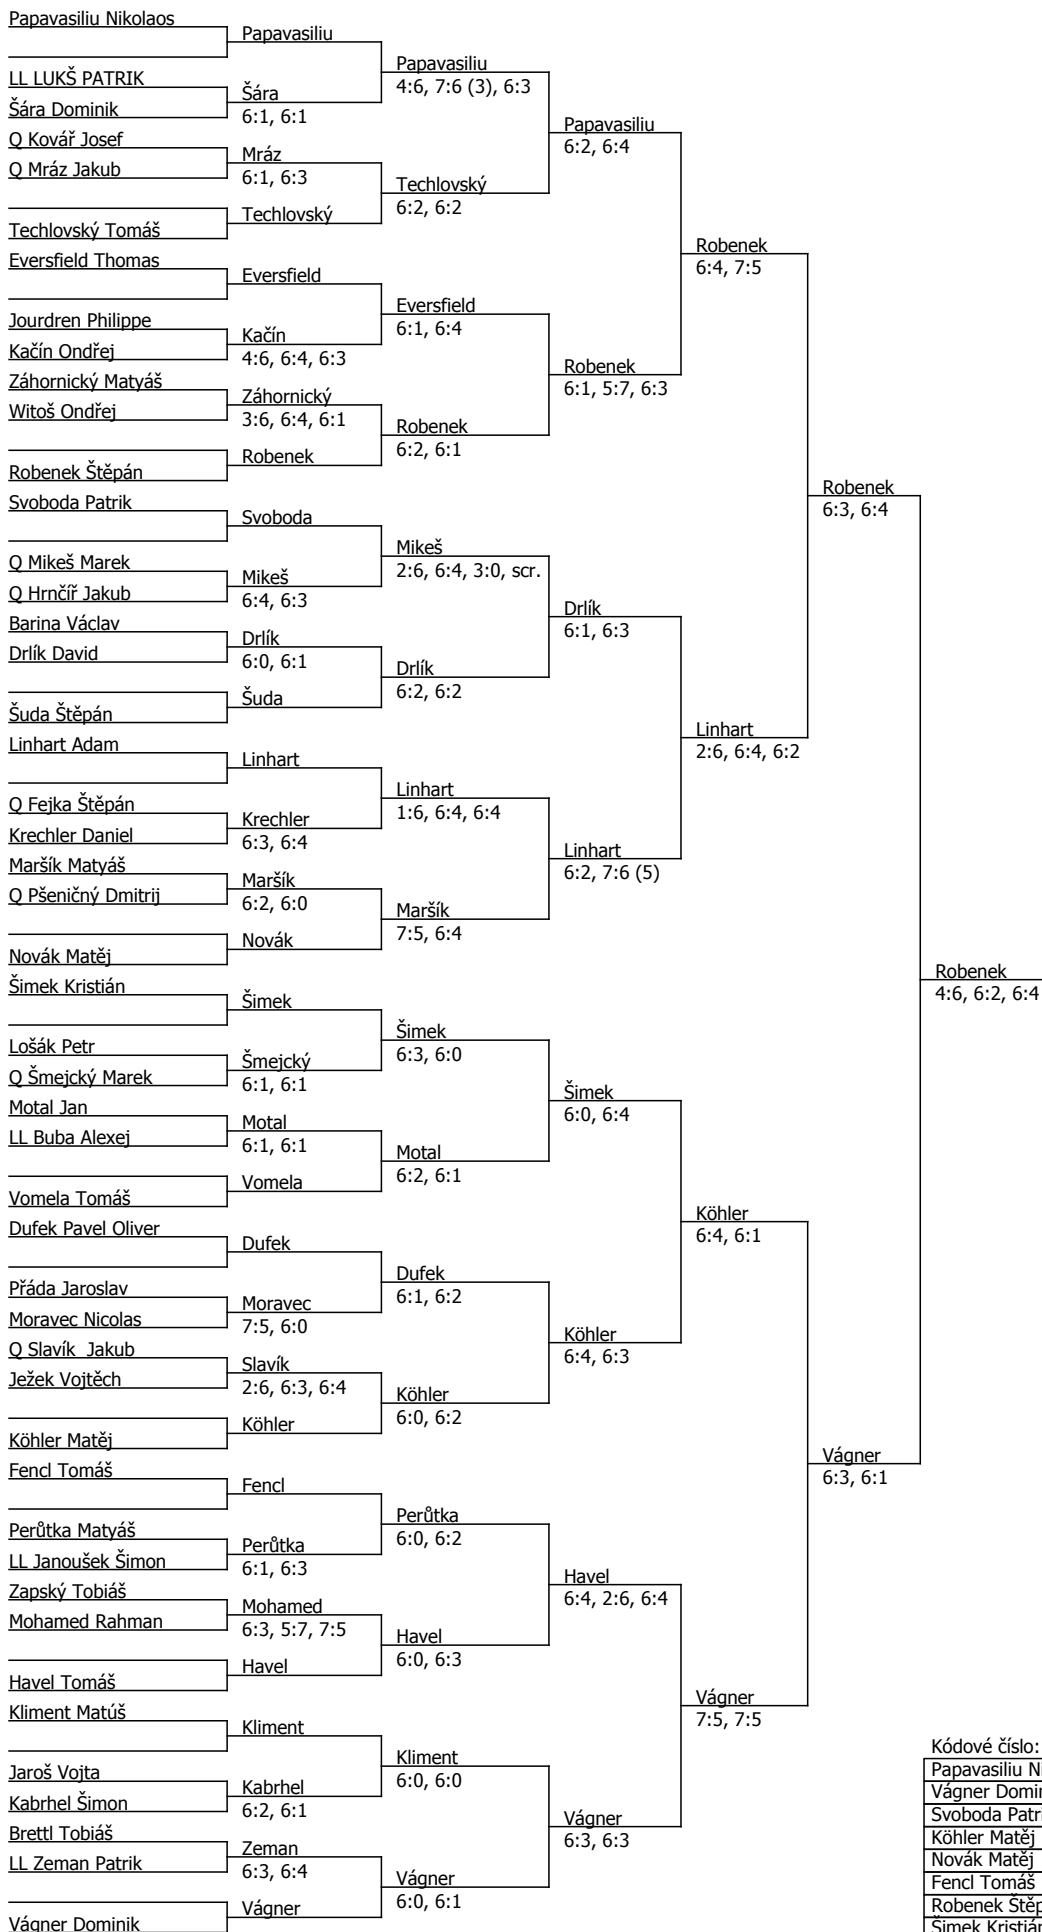 Papavasiliu Nikolaos
LL LUKŠ PATRIK
Šára Dominik
Q Kovář Josef
Q Mráz Jakub
Techlovský Tomáš
Eversfield Thomas
Jourdren Philippe
Kačín Ondřej
Záhornický Matyáš
Witoš Ondřej
Robenek Štěpán
Svoboda Patrik
Q Mikeš Marek
Q Hrnčíř Jakub
Barina Václav
Drlík David
Šuda Štěpán
Linhart Adam
Q Fejka Štěpán
Krechler Daniel
Maršík Matyáš
Q Pšeničný Dmitrij
Novák Matěj
Šimek Kristián
Lošák Petr
Q Šmejcký Marek
Motal Jan
LL Buba Alexej
Vomela Tomáš
Dufek Pavel Oliver
Přáda Jaroslav
Moravec Nicolas
Q Slavík  Jakub
Ježek Vojtěch
Köhler Matěj
Fencl Tomáš
Perůtka Matyáš
LL Janoušek Šimon
Zapský Tobiáš
Mohamed Rahman
Havel Tomáš
Kliment Matúš
Jaroš Vojta
Kabrhel Šimon
Brettl Tobiáš
LL Zeman Patrik
Vágner Dominik
Papavasiliu
Šára
6:1, 6:1
Mráz
6:1, 6:3
Techlovský
Eversfield
Kačín
4:6, 6:4, 6:3
Záhornický
3:6, 6:4, 6:1
Robenek
Svoboda
Mikeš
6:4, 6:3
Drlík
6:0, 6:1
Šuda
Linhart
Krechler
6:3, 6:4
Maršík
6:2, 6:0
Novák
Šimek
Šmejcký
6:1, 6:1
Motal
6:1, 6:1
Vomela
Dufek
Moravec
7:5, 6:0
Slavík
2:6, 6:3, 6:4
Köhler
Fencl
Perůtka
6:1, 6:3
Mohamed
6:3, 5:7, 7:5
Havel
Kliment
Kabrhel
6:2, 6:1
Zeman
6:3, 6:4
Vágner
Papavasiliu
4:6, 7:6 (3), 6:3
Techlovský
6:2, 6:2
Eversfield
6:1, 6:4
Robenek
6:2, 6:1
Mikeš
2:6, 6:4, 3:0, scr.
Drlík
6:2, 6:2
Linhart
1:6, 6:4, 6:4
Maršík
7:5, 6:4
Šimek
6:3, 6:0
Motal
6:2, 6:1
Dufek
6:1, 6:2
Köhler
6:0, 6:2
Perůtka
6:0, 6:2
Havel
6:0, 6:3
Kliment
6:0, 6:0
Vágner
6:0, 6:1
Papavasiliu
6:2, 6:4
Robenek
6:1, 5:7, 6:3
Drlík
6:1, 6:3
Linhart
6:2, 7:6 (5)
Šimek
6:0, 6:4
Köhler
6:4, 6:3
Havel
6:4, 2:6, 6:4
Vágner
6:3, 6:3
Robenek
6:4, 7:5
Linhart
2:6, 6:4, 6:2
Köhler
6:4, 6:1
Vágner
7:5, 7:5
Robenek
6:3, 6:4
Vágner
6:3, 6:1
Robenek
4:6, 6:2, 6:4
Kódové číslo:
Papavasiliu
Vágner
Svoboda
Köhler Matěj
Novák Matěj
Fencl Tomáš
Robenek
Šimek